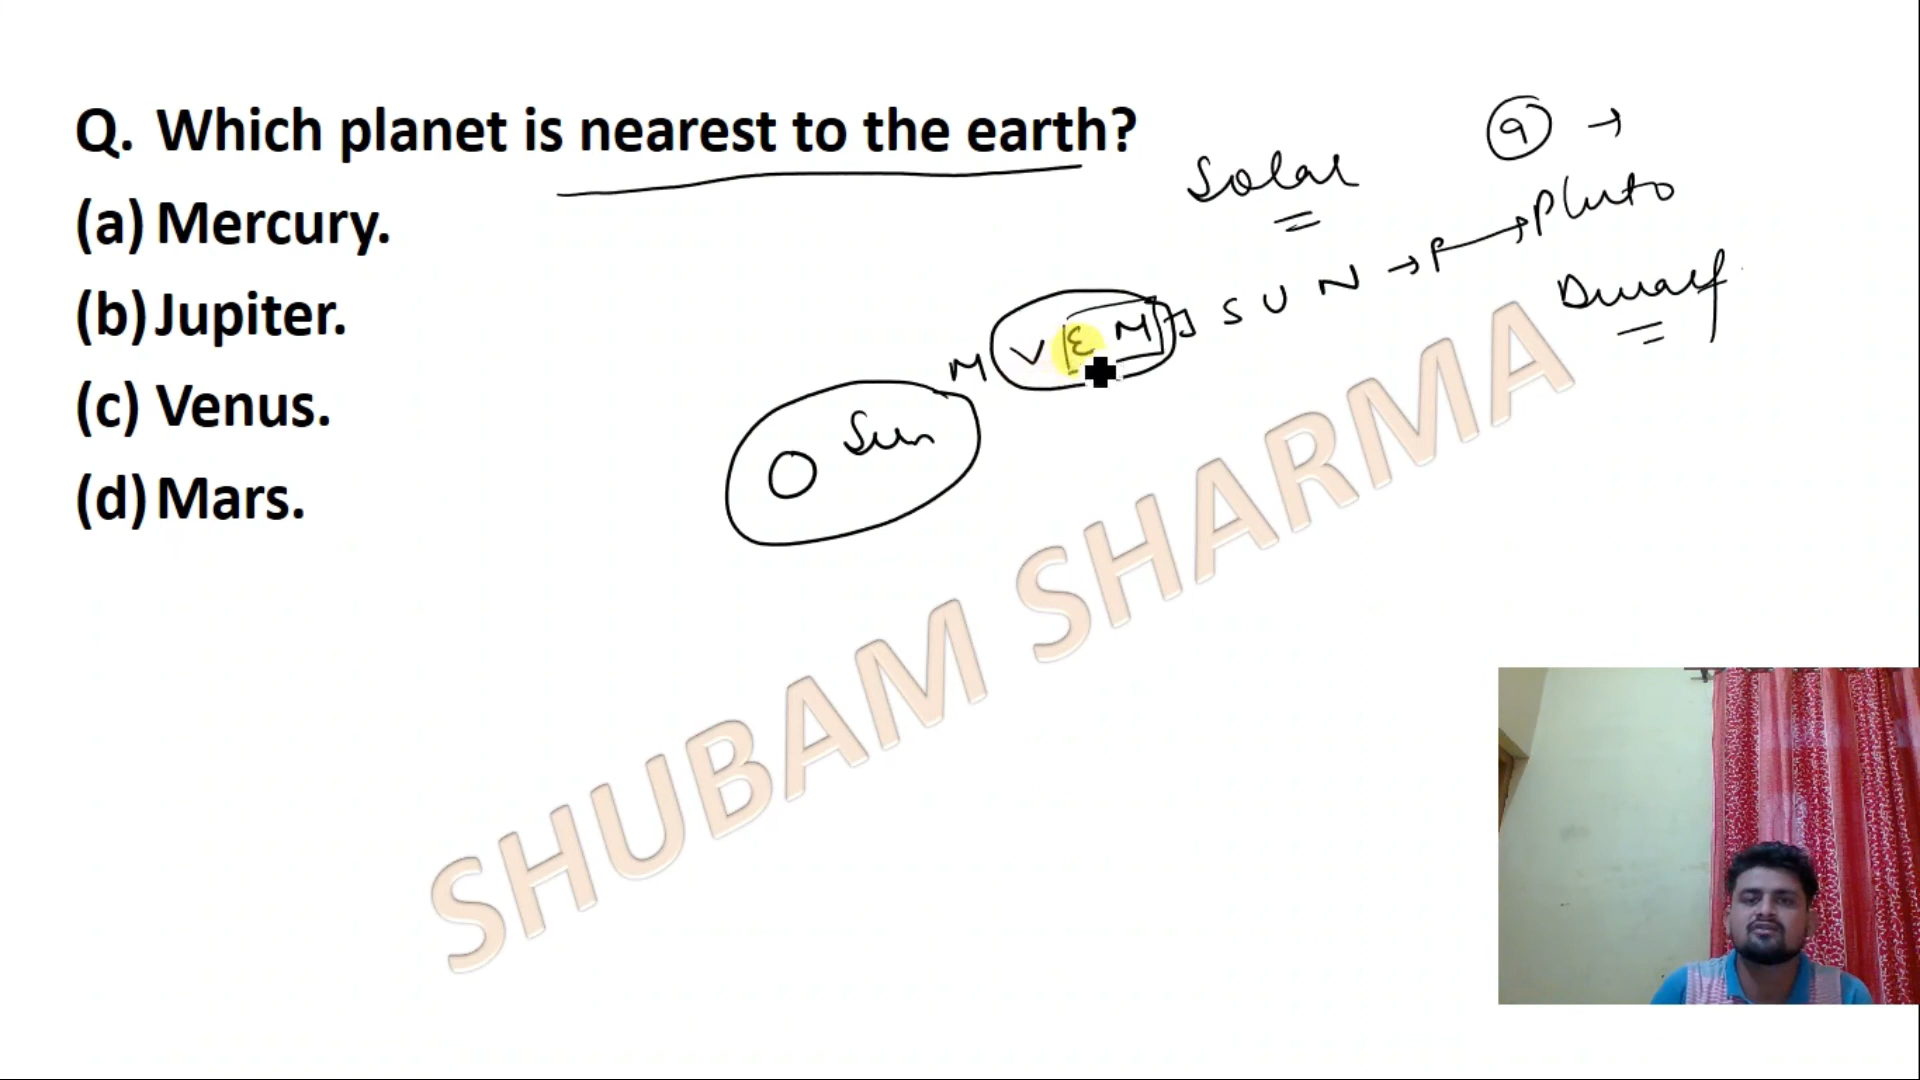 Q. Which planet is nearest to the earth?
(a) Mercury.
(b) Jupiter.
(c) Venus.
(d) Mars.
9 →
Solar
M V E M J S U N → P → Pluto
Dwarf
Sun
SHUBAM SHARMA